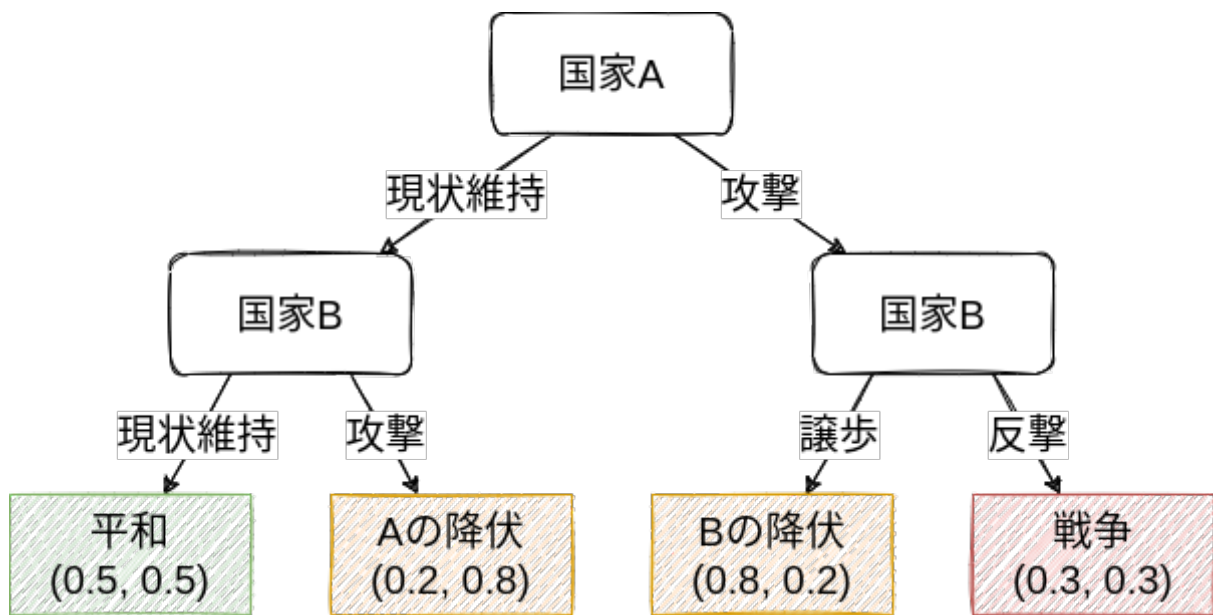 国家A
現状維持
攻撃
国家B
国家B
現状維持
攻撃
譲歩
反撃
平和
(0.5, 0.5)
Aの降伏
(0.2, 0.8)
Bの降伏
(0.8, 0.2)
戦争
(0.3, 0.3)